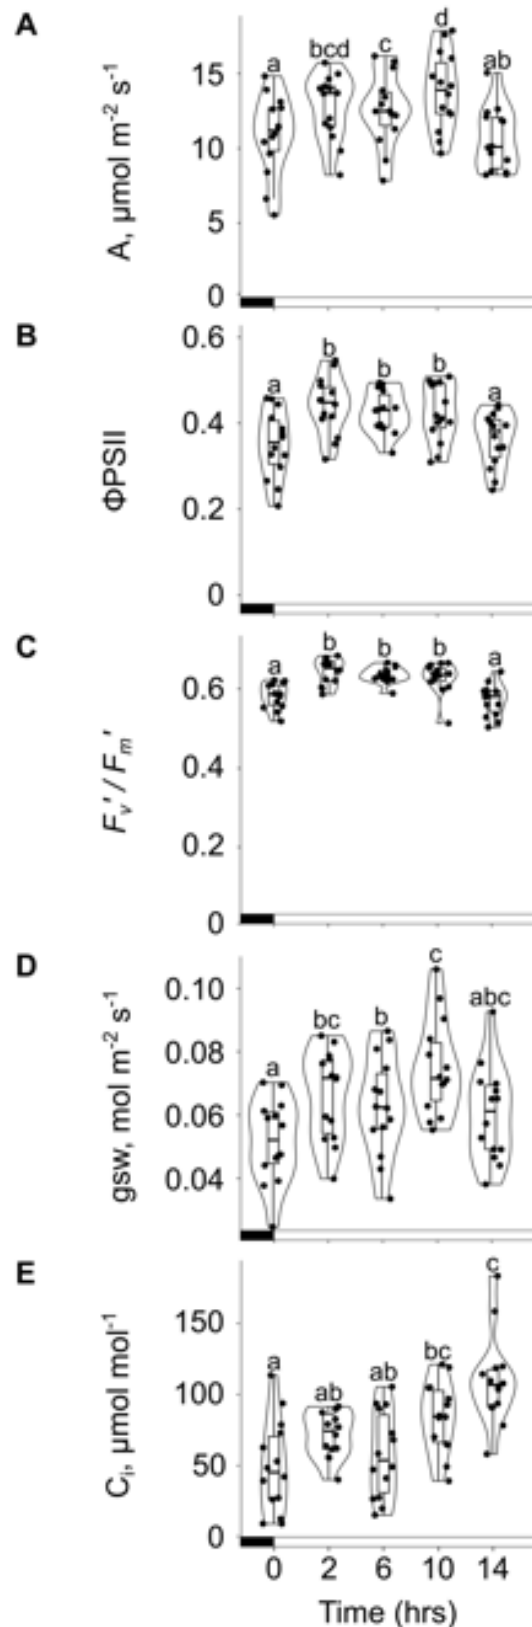 A
A, μmol m⁻² s⁻¹
15
10
5
0
a
bcd
c
d
ab
B
ΦPSII
0.6
0.4
0.2
0
a
b
b
b
a
C
Fᵥ' / Fₘ'
0.6
0.4
0.2
0
a
b
b
b
a
D
gsw, mol m⁻² s⁻¹
0.10
0.08
0.06
0.04
a
bc
b
c
abc
E
Cᵢ, μmol mol⁻¹
150
100
50
0
a
ab
ab
bc
c
0 2 6 10 14
Time (hrs)